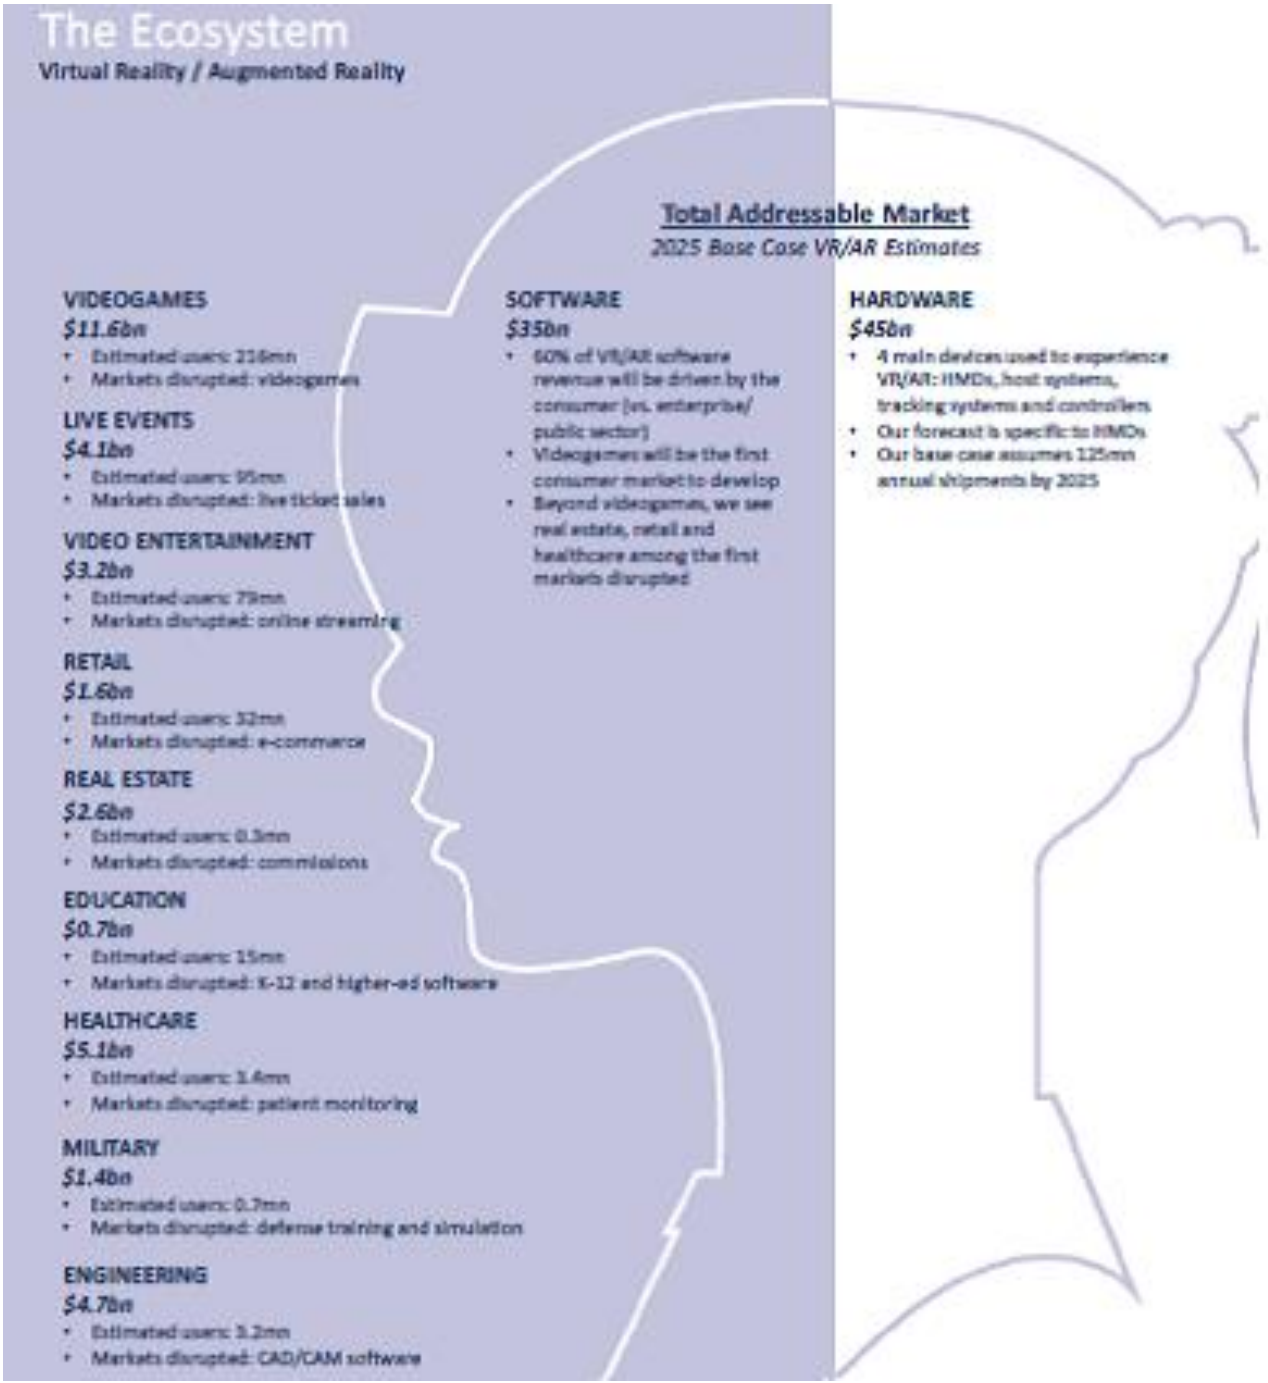 The Ecosystem
Virtual Reality / Augmented Reality
Total Addressable Market
2025 Base Case VR/AR Estimates
VIDEOGAMES
$11.6bn
• Estimated users: 216mn
• Markets disrupted: videogames
LIVE EVENTS
$4.1bn
• Estimated users: 95mn
• Markets disrupted: live ticket sales
VIDEO ENTERTAINMENT
$3.2bn
• Estimated users: 79mn
• Markets disrupted: online streaming
RETAIL
$1.6bn
• Estimated users: 32mn
• Markets disrupted: e-commerce
REAL ESTATE
$2.6bn
• Estimated users: 0.3mn
• Markets disrupted: commissions
EDUCATION
$0.7bn
• Estimated users: 15mn
• Markets disrupted: K-12 and higher-ed software
HEALTHCARE
$5.1bn
• Estimated users: 3.4mn
• Markets disrupted: patient monitoring
MILITARY
$1.4bn
• Estimated users: 0.7mn
• Markets disrupted: defense training and simulation
ENGINEERING
$4.7bn
• Estimated users: 3.2mn
• Markets disrupted: CAD/CAM software
SOFTWARE
$35bn
• 60% of VR/AR software
revenue will be driven by the
consumer (vs. enterprise/
public sector)
• Videogames will be the first
consumer market to develop
• Beyond videogames, we see
real estate, retail and
healthcare among the first
markets disrupted
HARDWARE
$45bn
• 4 main devices used to experience
VR/AR: HMDs, host systems,
tracking systems and controllers
• Our forecast is specific to HMDs
• Our base case assumes 125mn
annual shipments by 2025